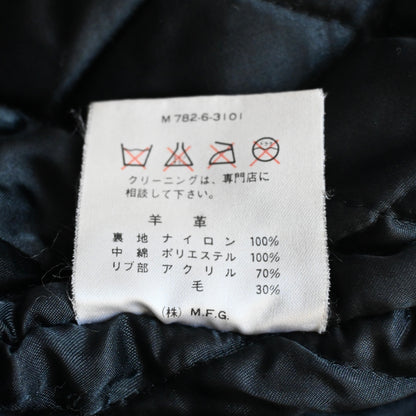 M 782-6-3101
クリーニングは、専門店に
相談して下さい。
羊革
裏地 ナイロン 100%
中綿 ポリエステル 100%
リブ部 アクリル 70%
毛 30%
(株) M.F.G.